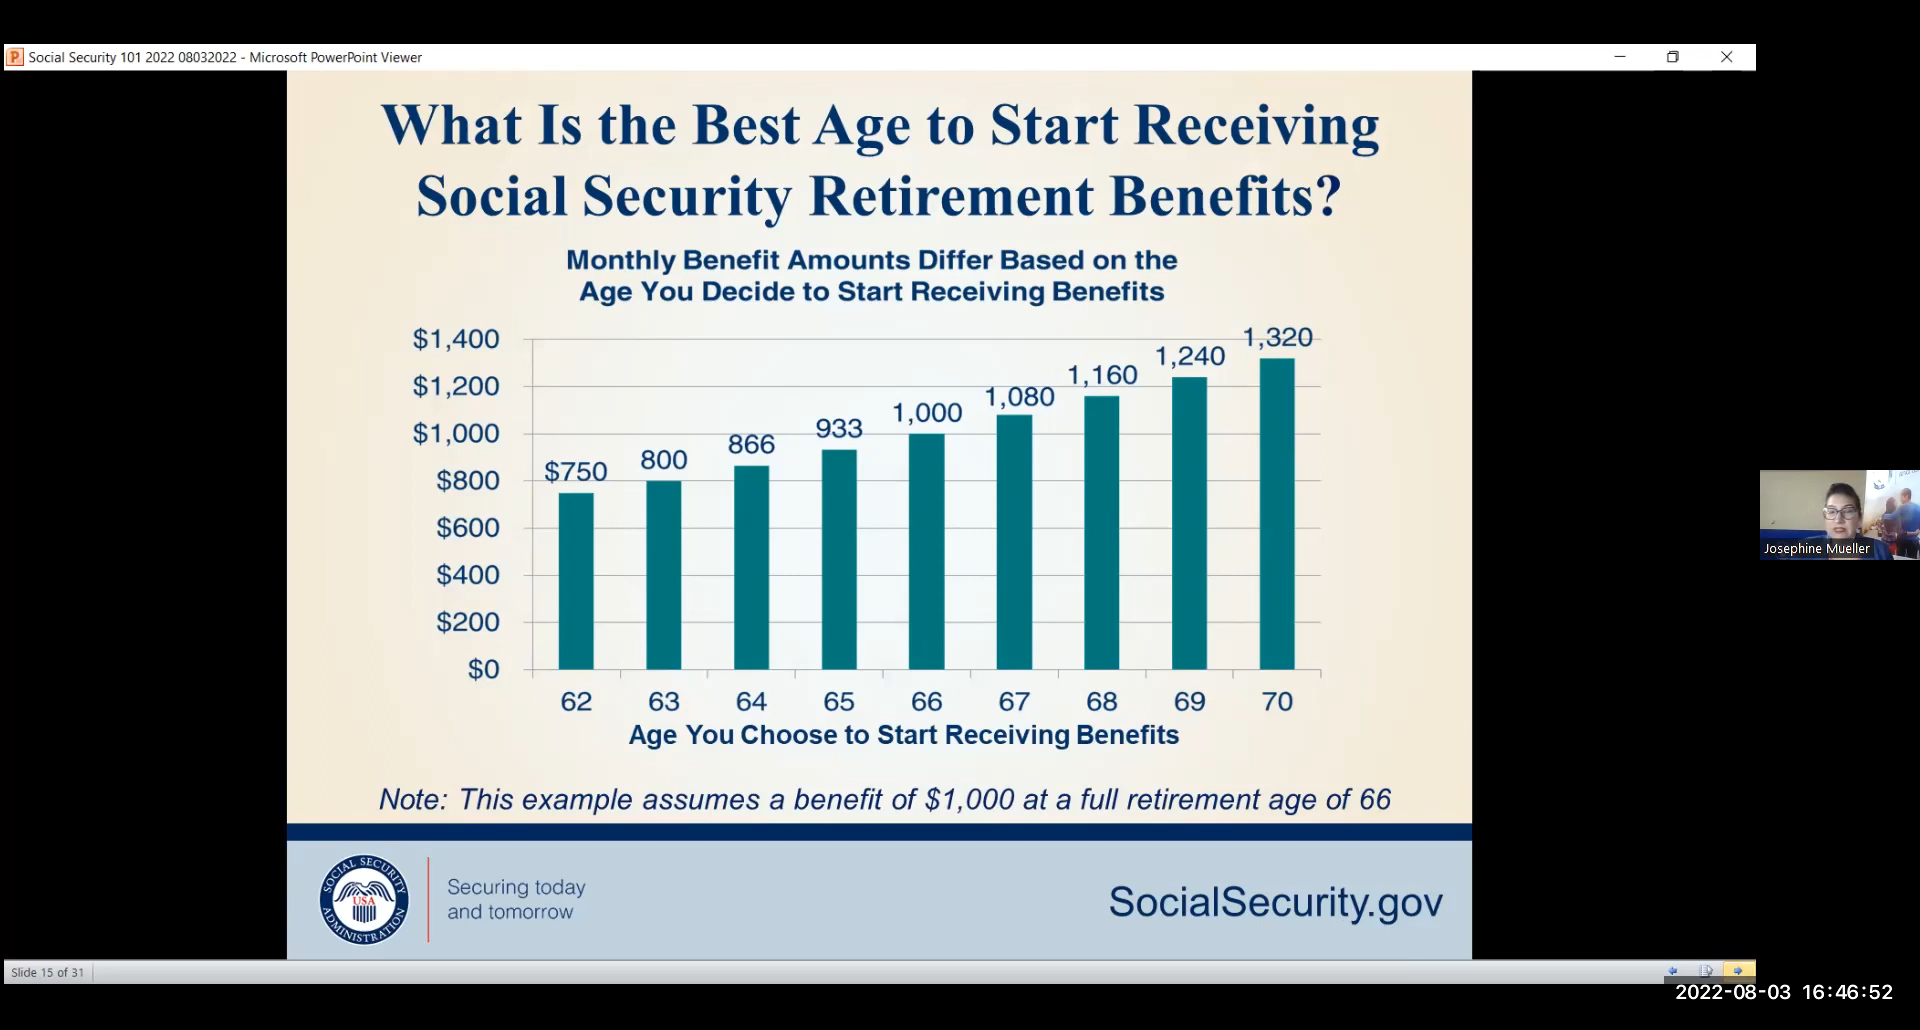 Social Security 101 2022 08032022 - Microsoft PowerPoint Viewer
What Is the Best Age to Start Receiving
Social Security Retirement Benefits?
Monthly Benefit Amounts Differ Based on the
Age You Decide to Start Receiving Benefits
$1,400
$1,200
$1,000
$800
$600
$400
$200
$0
$750
800
866
933
1,000
1,080
1,160
1,240
1,320
62 63 64 65 66 67 68 69 70
Age You Choose to Start Receiving Benefits
Note: This example assumes a benefit of $1,000 at a full retirement age of 66
SOCIAL SECURITY
USA
ADMINISTRATION
Securing today
and tomorrow
SocialSecurity.gov
Josephine Mueller
Slide 15 of 31
2022-08-03 16:46:52